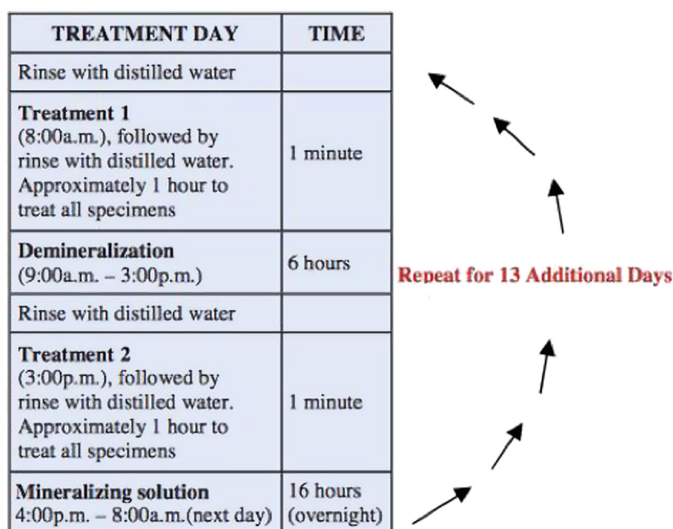 TREATMENT DAY TIME
Rinse with distilled water
Treatment 1
(8:00a.m.), followed by
rinse with distilled water. 1 minute
Approximately 1 hour to
treat all specimens
Demineralization
(9:00a.m. – 3:00p.m.) 6 hours
Repeat for 13 Additional Days
Rinse with distilled water
Treatment 2
(3:00p.m.), followed by
rinse with distilled water. 1 minute
Approximately 1 hour to
treat all specimens
Mineralizing solution 16 hours
4:00p.m. – 8:00a.m.(next day) (overnight)